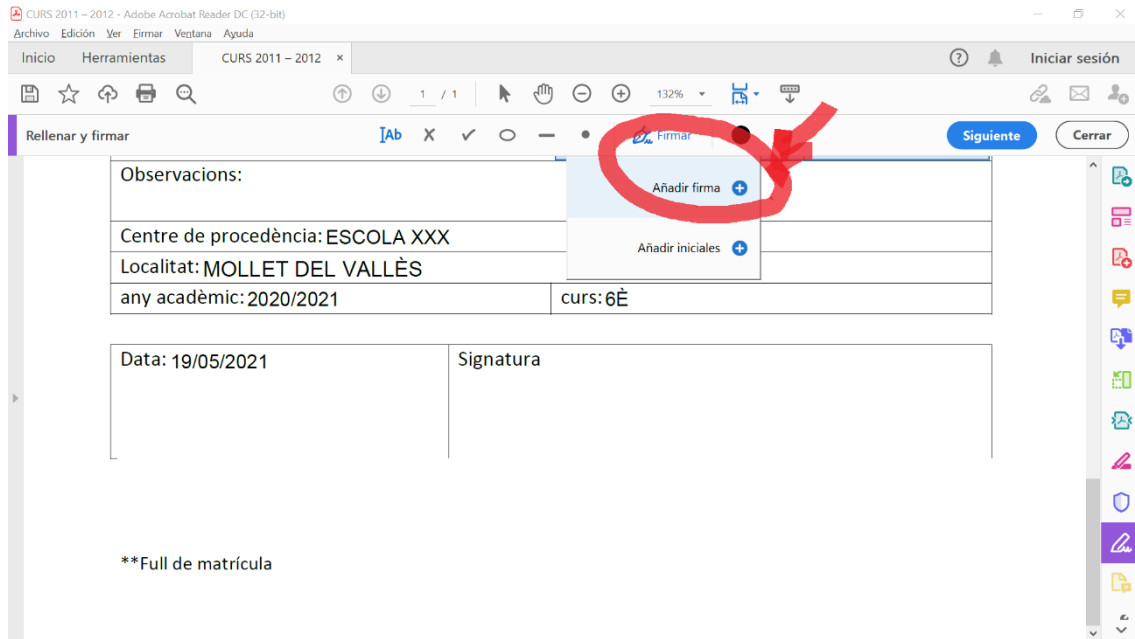 CURS 2011 – 2012 - Adobe Acrobat Reader DC (32-bit)
Archivo Edición Ver Firmar Ventana Ayuda
Inicio Herramientas CURS 2011 – 2012 × ? Iniciar sesión
1 / 1 132%
Rellenar y firmar Ab Firmar Siguiente Cerrar
Añadir firma
Añadir iniciales
Observacions:
Centre de procedència: ESCOLA XXX
Localitat: MOLLET DEL VALLÈS
any acadèmic: 2020/2021 curs: 6È
Data: 19/05/2021 Signatura
**Full de matrícula